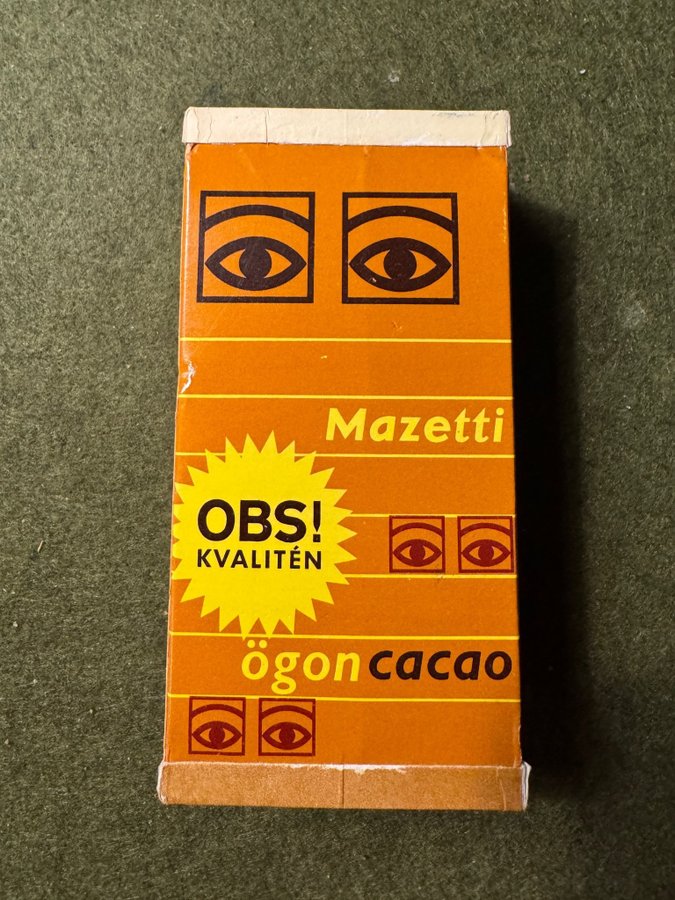 Mazetti
OBS!
KVALITÉN
ögon cacao